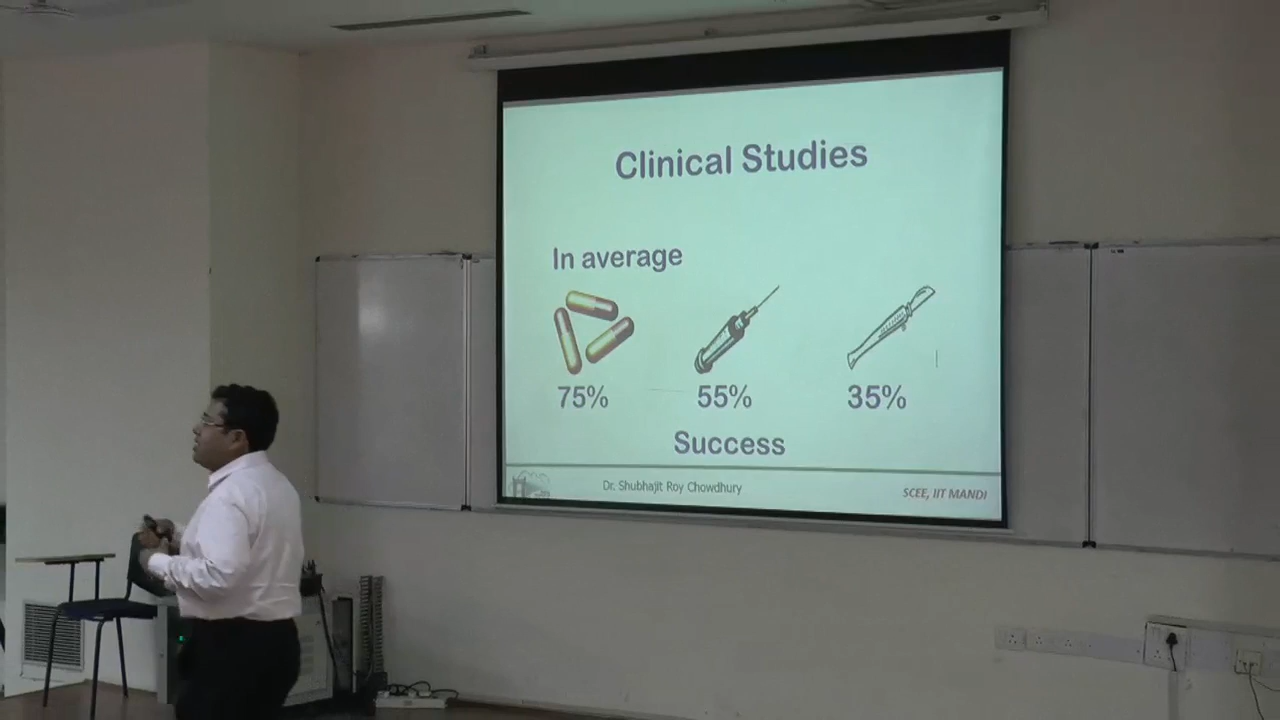 Clinical Studies
In average
75% 55% 35%
Success
Dr. Shubhajit Roy Chowdhury SCEE, IIT MANDI